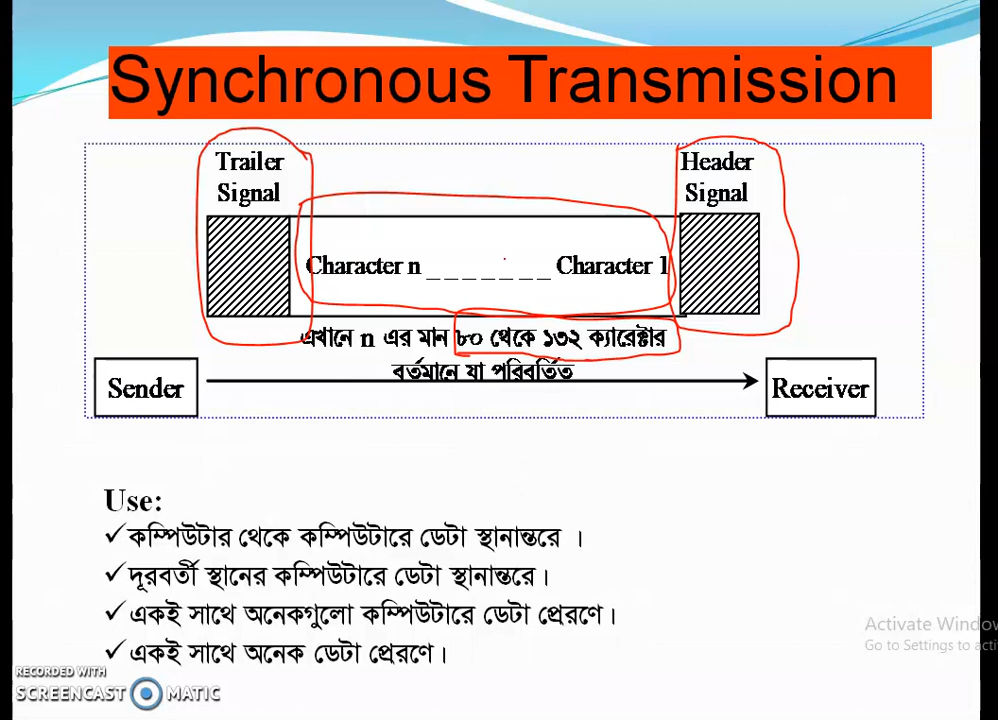 Synchronous Transmission
Trailer Signal
Header Signal
Character n _ _ _ _ _ _ _ Character 1
এখানে n এর মান ৮০ থেকে ১৩২ ক্যারেক্টার
বর্তমানে যা পরিবর্তিত
Sender
Receiver
Use:
✓কম্পিউটার থেকে কম্পিউটারে ডেটা স্থানান্তরে ।
✓দূরবর্তী স্থানের কম্পিউটারে ডেটা স্থানান্তরে।
✓একই সাথে অনেকগুলো কম্পিউটারে ডেটা প্রেরণে।
✓একই সাথে অনেক ডেটা প্রেরণে।
Activate Window
Go to Settings to acti
RECORDED WITH
SCREENCAST MATIC